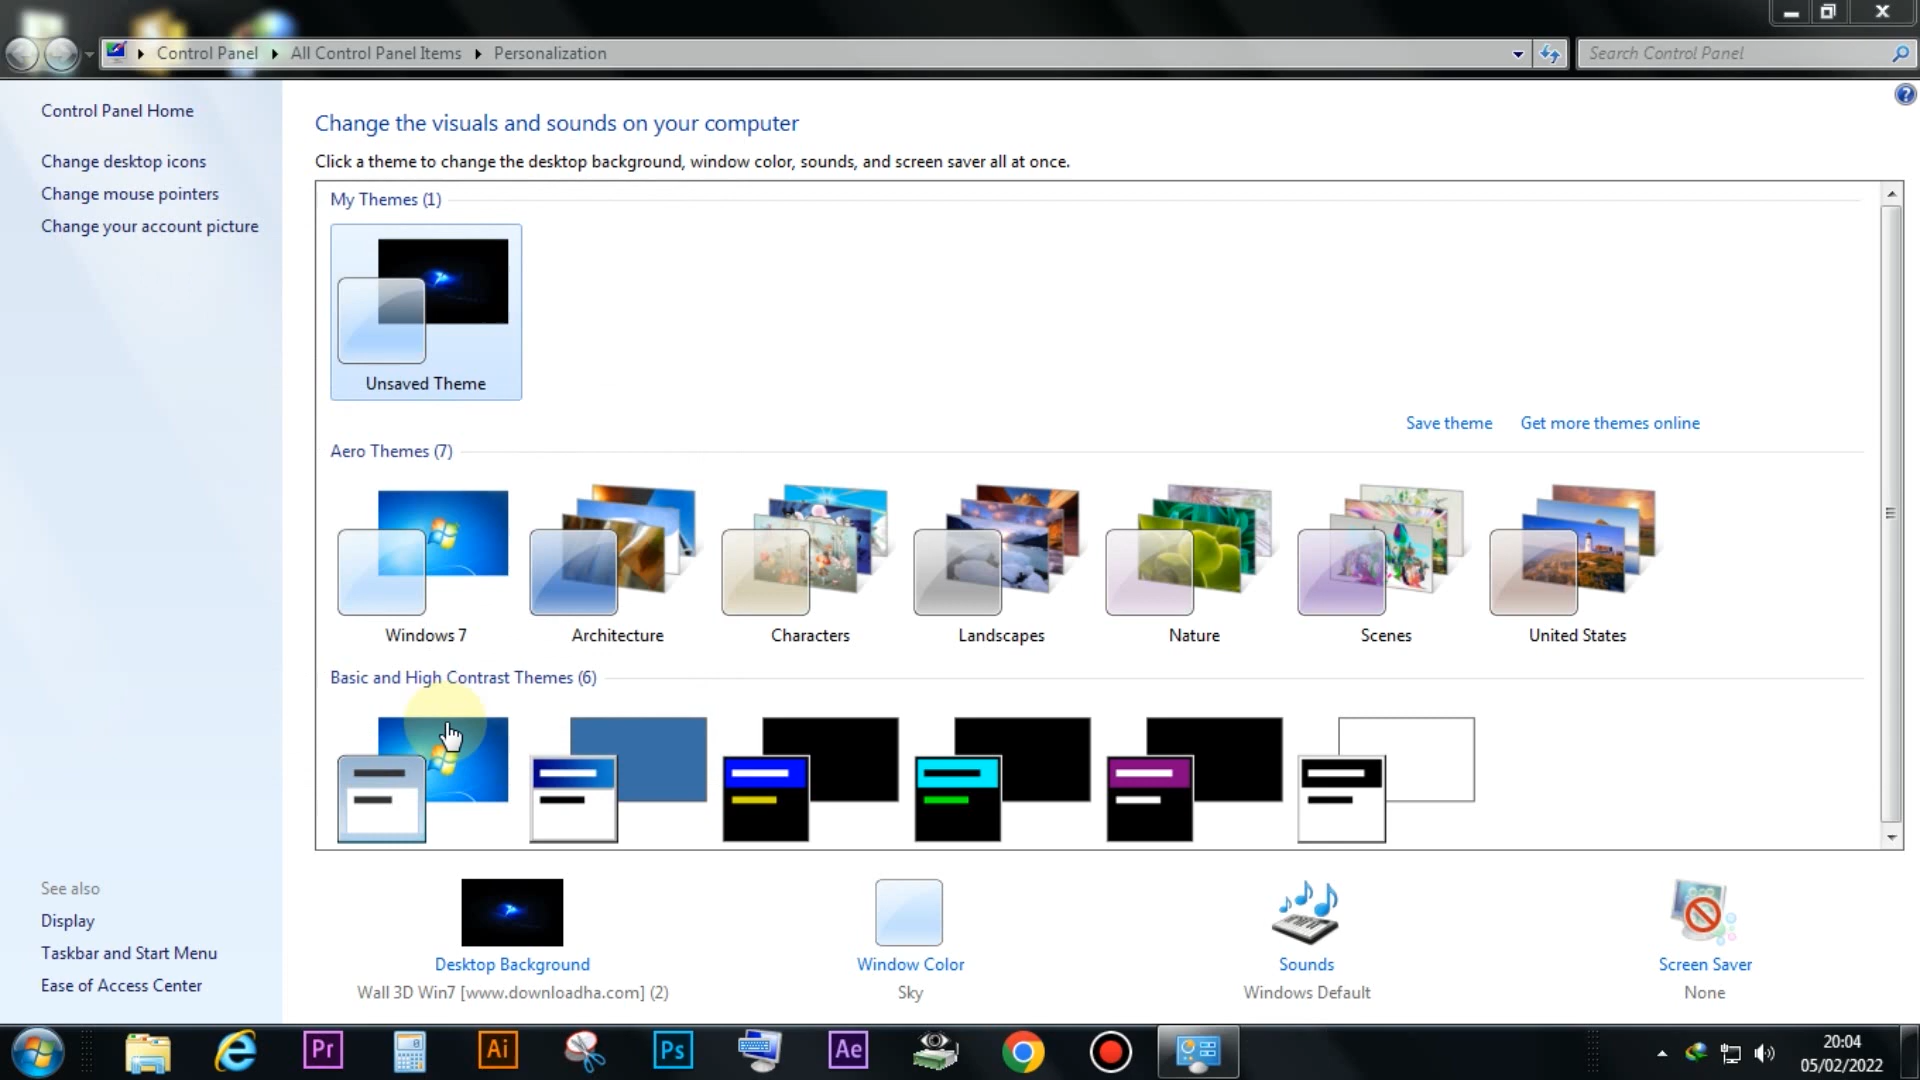 Control Panel ▸ All Control Panel Items ▸ Personalization
Search Control Panel
Control Panel Home
Change desktop icons
Change mouse pointers
Change your account picture
Change the visuals and sounds on your computer
Click a theme to change the desktop background, window color, sounds, and screen saver all at once.
My Themes (1)
Unsaved Theme
Save theme Get more themes online
Aero Themes (7)
Windows 7 Architecture Characters Landscapes Nature Scenes United States
Basic and High Contrast Themes (6)
See also
Display
Taskbar and Start Menu
Ease of Access Center
Desktop Background Window Color Sounds Screen Saver
Wall 3D Win7 [www.downloadha.com] (2) Sky Windows Default None
Pr Ai Ps Ae
20:04
05/02/2022